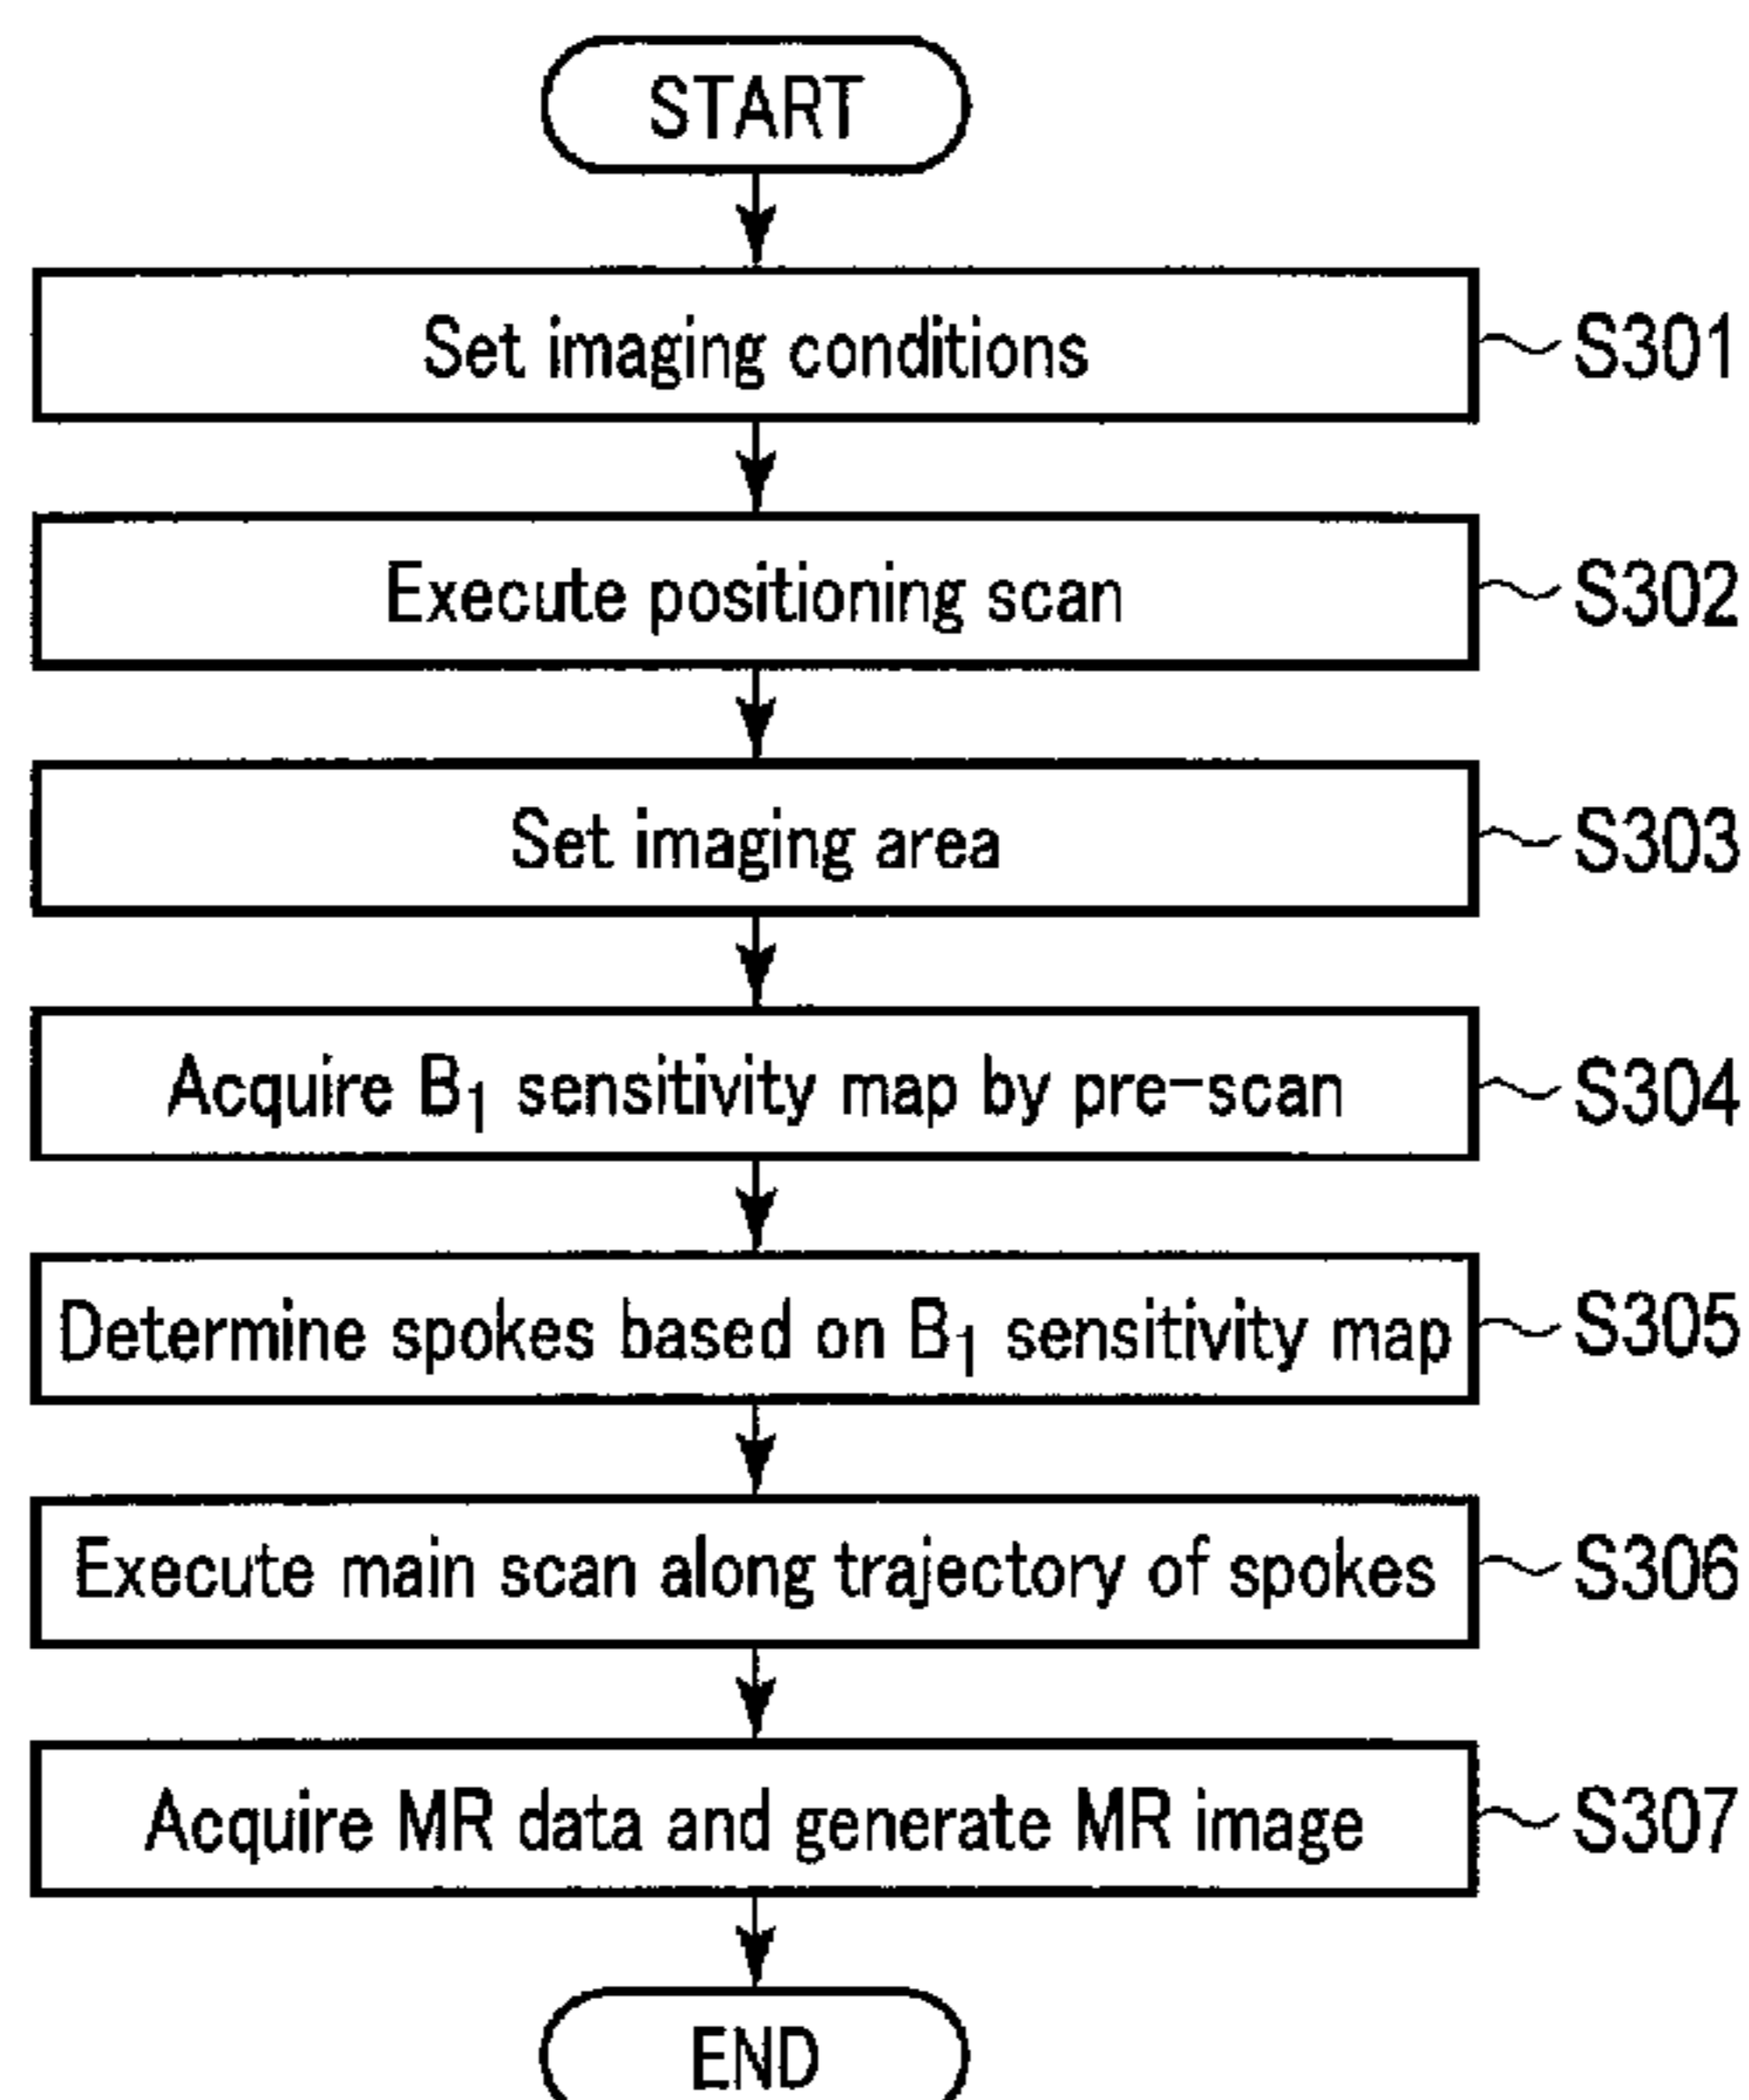 START
Set imaging conditions S301
Execute positioning scan S302
Set imaging area S303
Acquire B₁ sensitivity map by pre-scan S304
Determine spokes based on B₁ sensitivity map S305
Execute main scan along trajectory of spokes S306
Acquire MR data and generate MR image S307
END